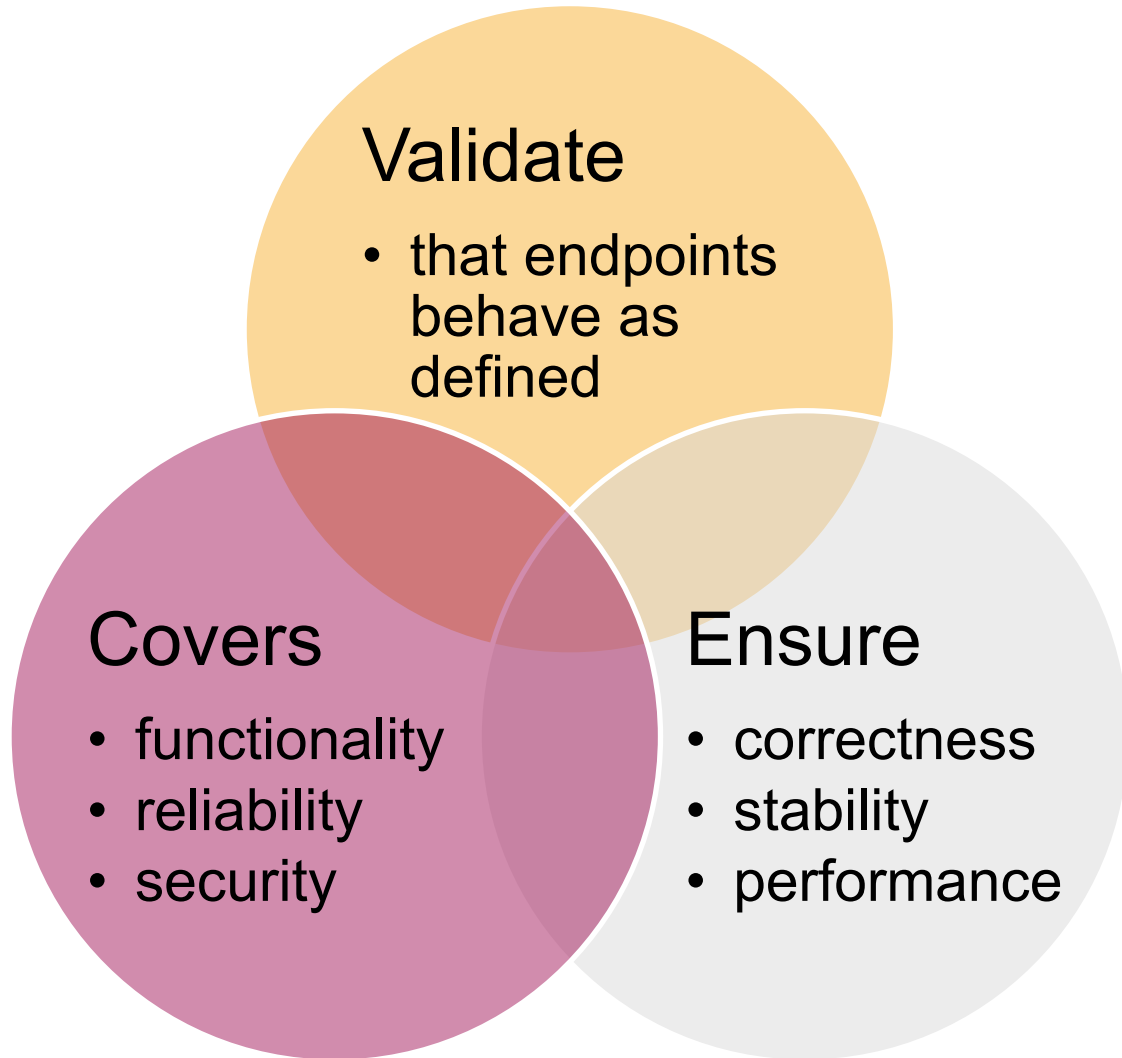 Validate
• that endpoints
behave as
defined
Covers
• functionality
• reliability
• security
Ensure
• correctness
• stability
• performance